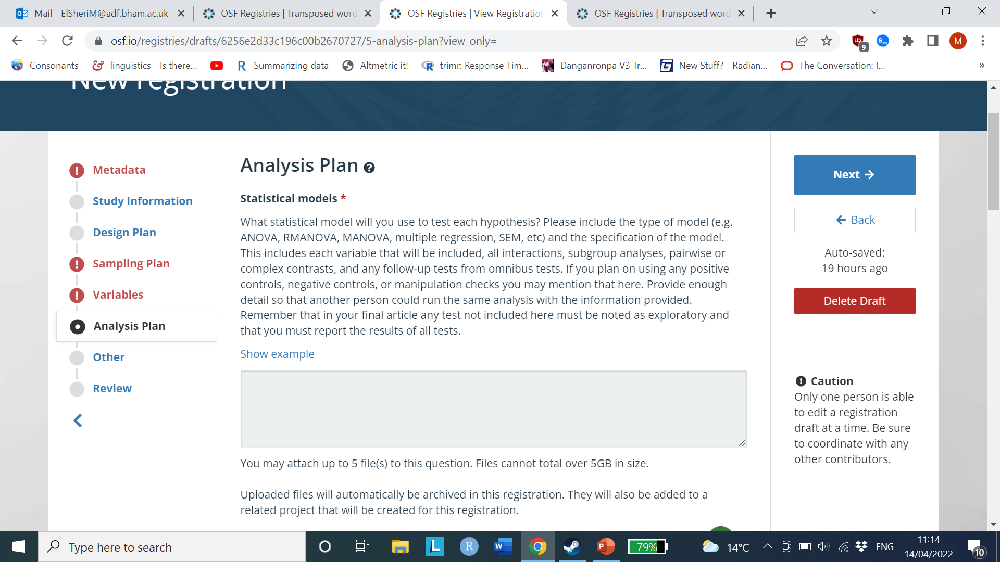 Mail - ElSheriM@adf.bham.ac.uk
OSF Registries | Transposed word
OSF Registries | View Registration
OSF Registries | Transposed word
osf.io/registries/drafts/6256e2d33c196c00b2670727/5-analysis-plan?view_only=
9
S_
M
Consonants
linguistics - Is there...
Summarizing data
Altmetric it!
trimr: Response Tim...
Danganronpa V3 Tr...
New Stuff? - Radian...
The Conversation: I...
»
New registration
Metadata
Study Information
Design Plan
Sampling Plan
Variables
Analysis Plan
Other
Review
Analysis Plan
Statistical models *
What statistical model will you use to test each hypothesis? Please include the type of model (e.g.
ANOVA, RMANOVA, MANOVA, multiple regression, SEM, etc) and the specification of the model.
This includes each variable that will be included, all interactions, subgroup analyses, pairwise or
complex contrasts, and any follow-up tests from omnibus tests. If you plan on using any positive
controls, negative controls, or manipulation checks you may mention that here. Provide enough
detail so that another person could run the same analysis with the information provided.
Remember that in your final article any test not included here must be noted as exploratory and
that you must report the results of all tests.
Show example
You may attach up to 5 file(s) to this question. Files cannot total over 5GB in size.
Uploaded files will automatically be archived in this registration. They will also be added to a
related project that will be created for this registration.
Next
Back
Auto-saved:
19 hours ago
Delete Draft
Caution
Only one person is able
to edit a registration
draft at a time. Be sure
to coordinate with any
other contributors.
Type here to search
79%
14°C
ENG
11:14
14/04/2022
10